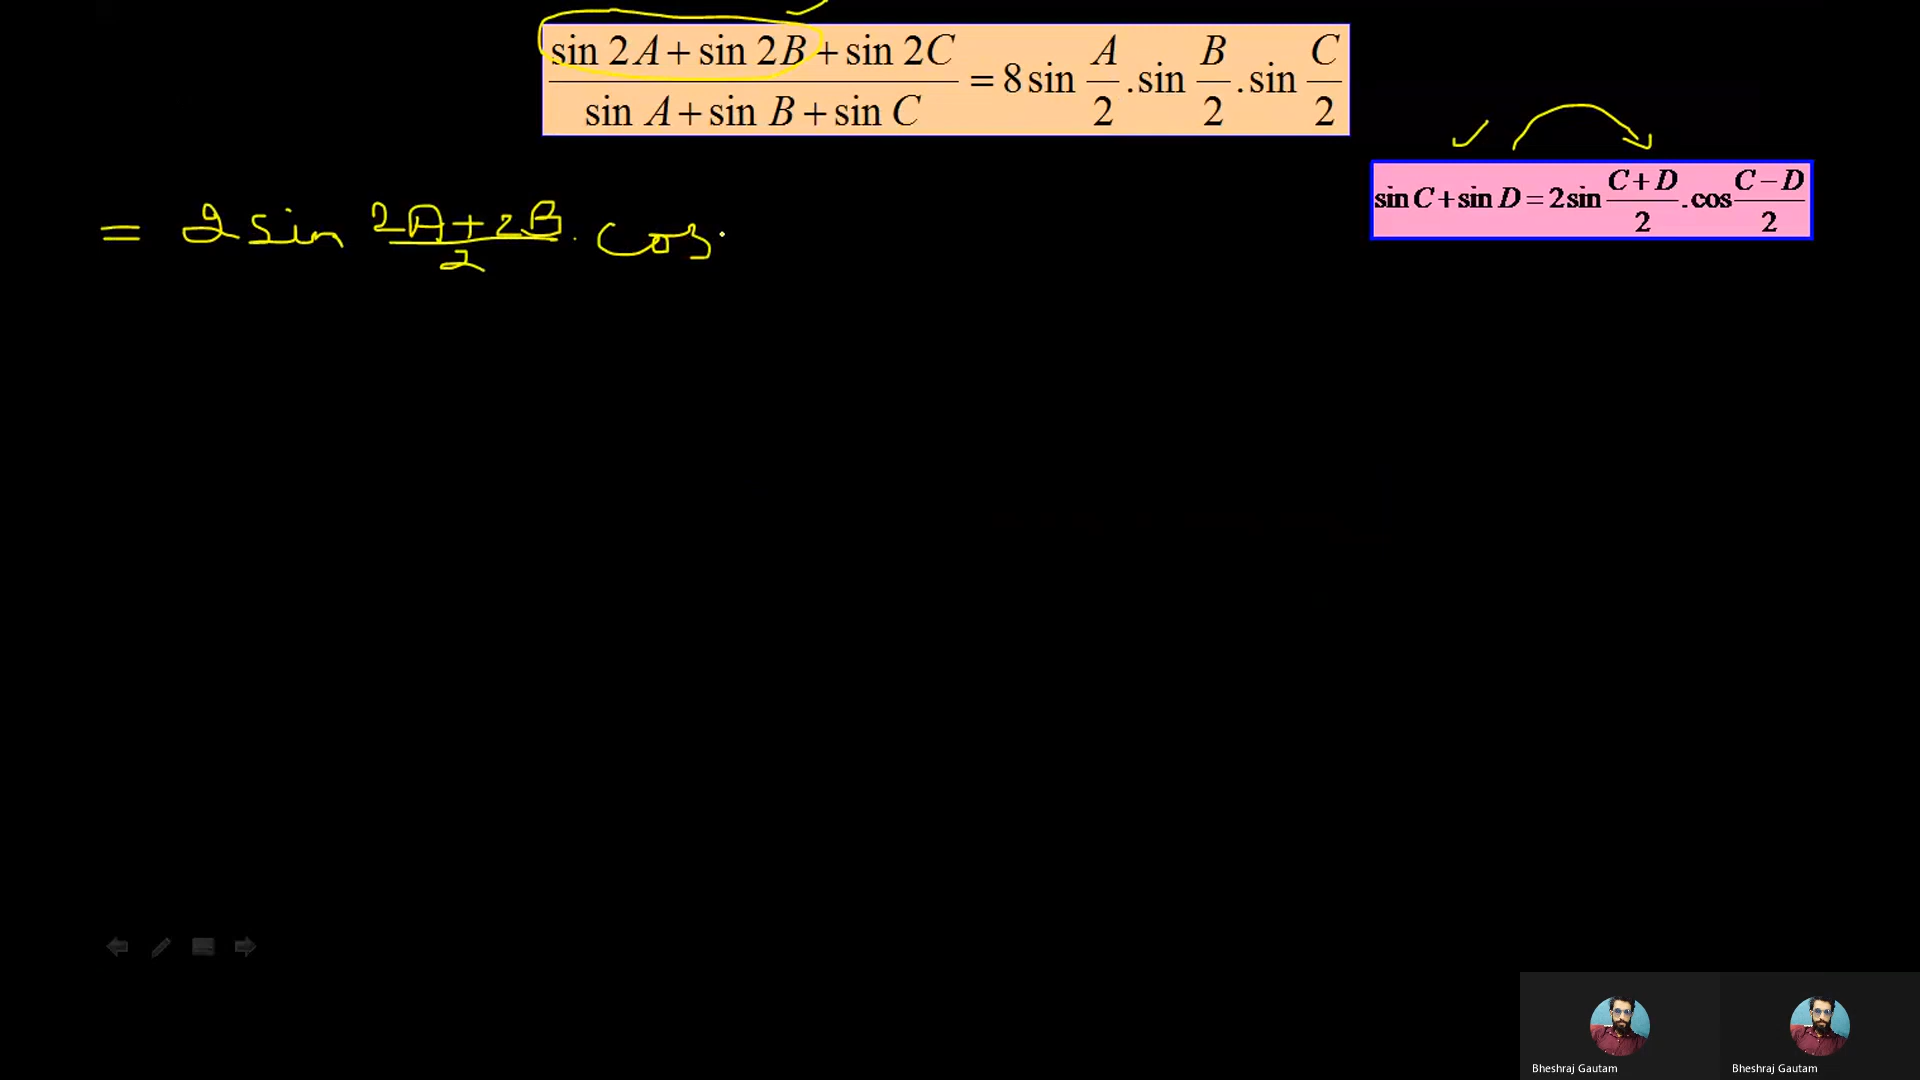 (sin 2A + sin 2B + sin 2C) / (sin A + sin B + sin C) = 8 sin A/2 . sin B/2 . sin C/2
sin C + sin D = 2 sin (C + D)/2 . cos (C − D)/2
= 2 sin (2A + 2B)/2 . cos
Bheshraj Gautam
Bheshraj Gautam